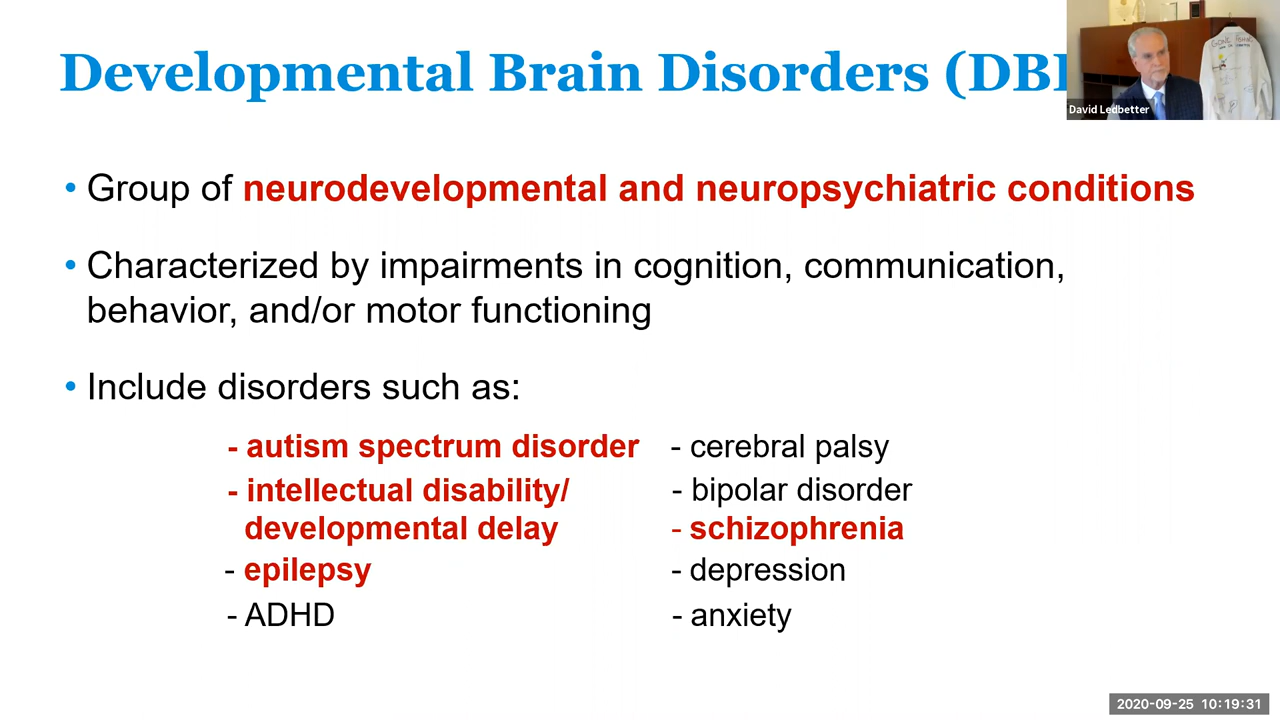 Developmental Brain Disorders (DB
David Ledbetter
• Group of neurodevelopmental and neuropsychiatric conditions
• Characterized by impairments in cognition, communication,
behavior, and/or motor functioning
• Include disorders such as:
- autism spectrum disorder
- intellectual disability/
developmental delay
- epilepsy
- ADHD
- cerebral palsy
- bipolar disorder
- schizophrenia
- depression
- anxiety
2020-09-25 10:19:31